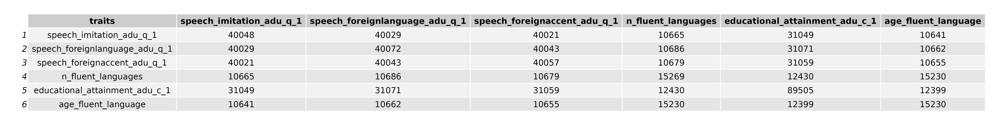 traits speech_imitation_adu_q_1 speech_foreignlanguage_adu_q_1 speech_foreignaccent_adu_q_1 n_fluent_languages educational_attainment_adu_c_1 age_fluent_language
1 speech_imitation_adu_q_1 40048 40029 40021 10665 31049 10641
2 speech_foreignlanguage_adu_q_1 40029 40072 40043 10686 31071 10662
3 speech_foreignaccent_adu_q_1 40021 40043 40057 10679 31059 10655
4 n_fluent_languages 10665 10686 10679 15269 12430 15230
5 educational_attainment_adu_c_1 31049 31071 31059 12430 89505 12399
6 age_fluent_language 10641 10662 10655 15230 12399 15230